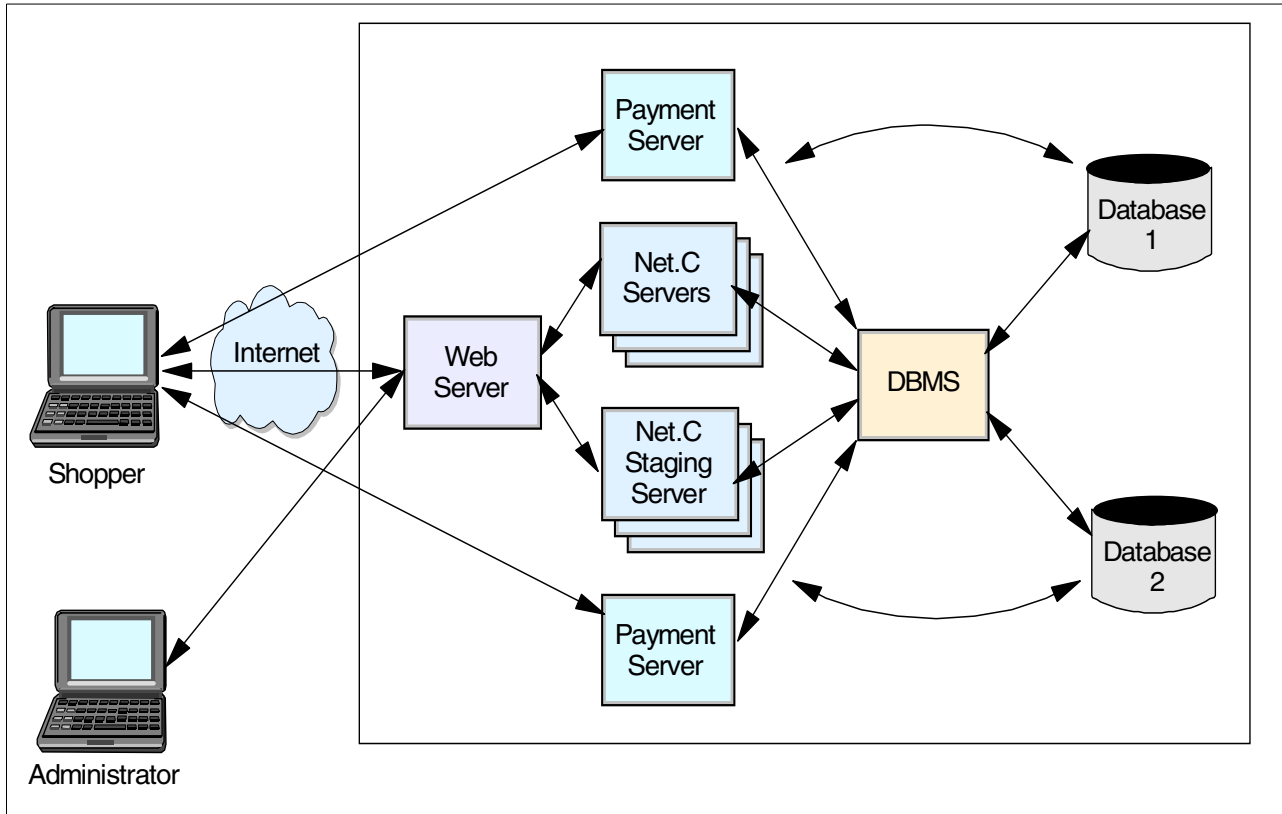 Payment
Server
Database
1
Net.C
Servers
Internet
Web
Server
DBMS
Shopper
Net.C
Staging
Server
Database
2
Payment
Server
Administrator